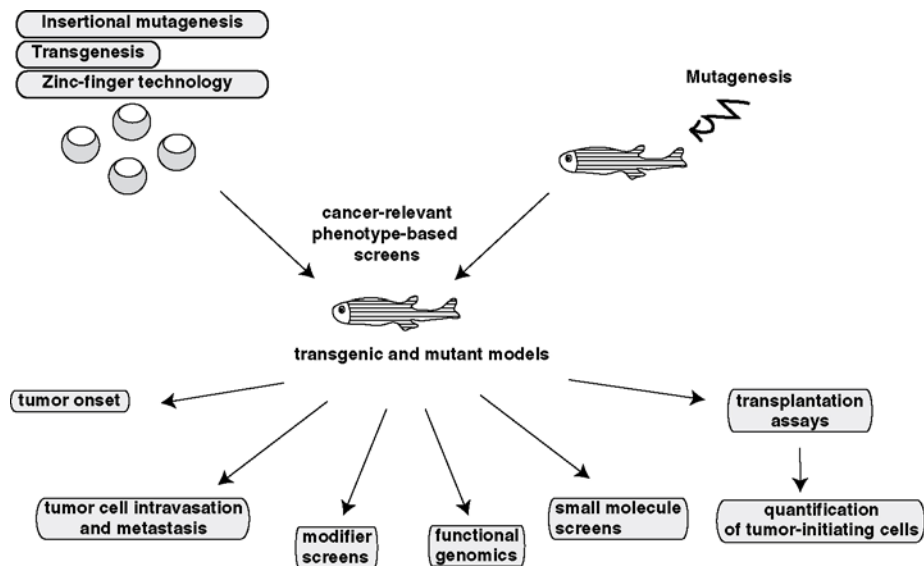 Insertional mutagenesis
Transgenesis
Zinc-finger technology
Mutagenesis
cancer-relevant
phenotype-based
screens
transgenic and mutant models
tumor onset
transplantation
assays
tumor cell intravasation
and metastasis
modifier
screens
functional
genomics
small molecule
screens
quantification
of tumor-initiating cells